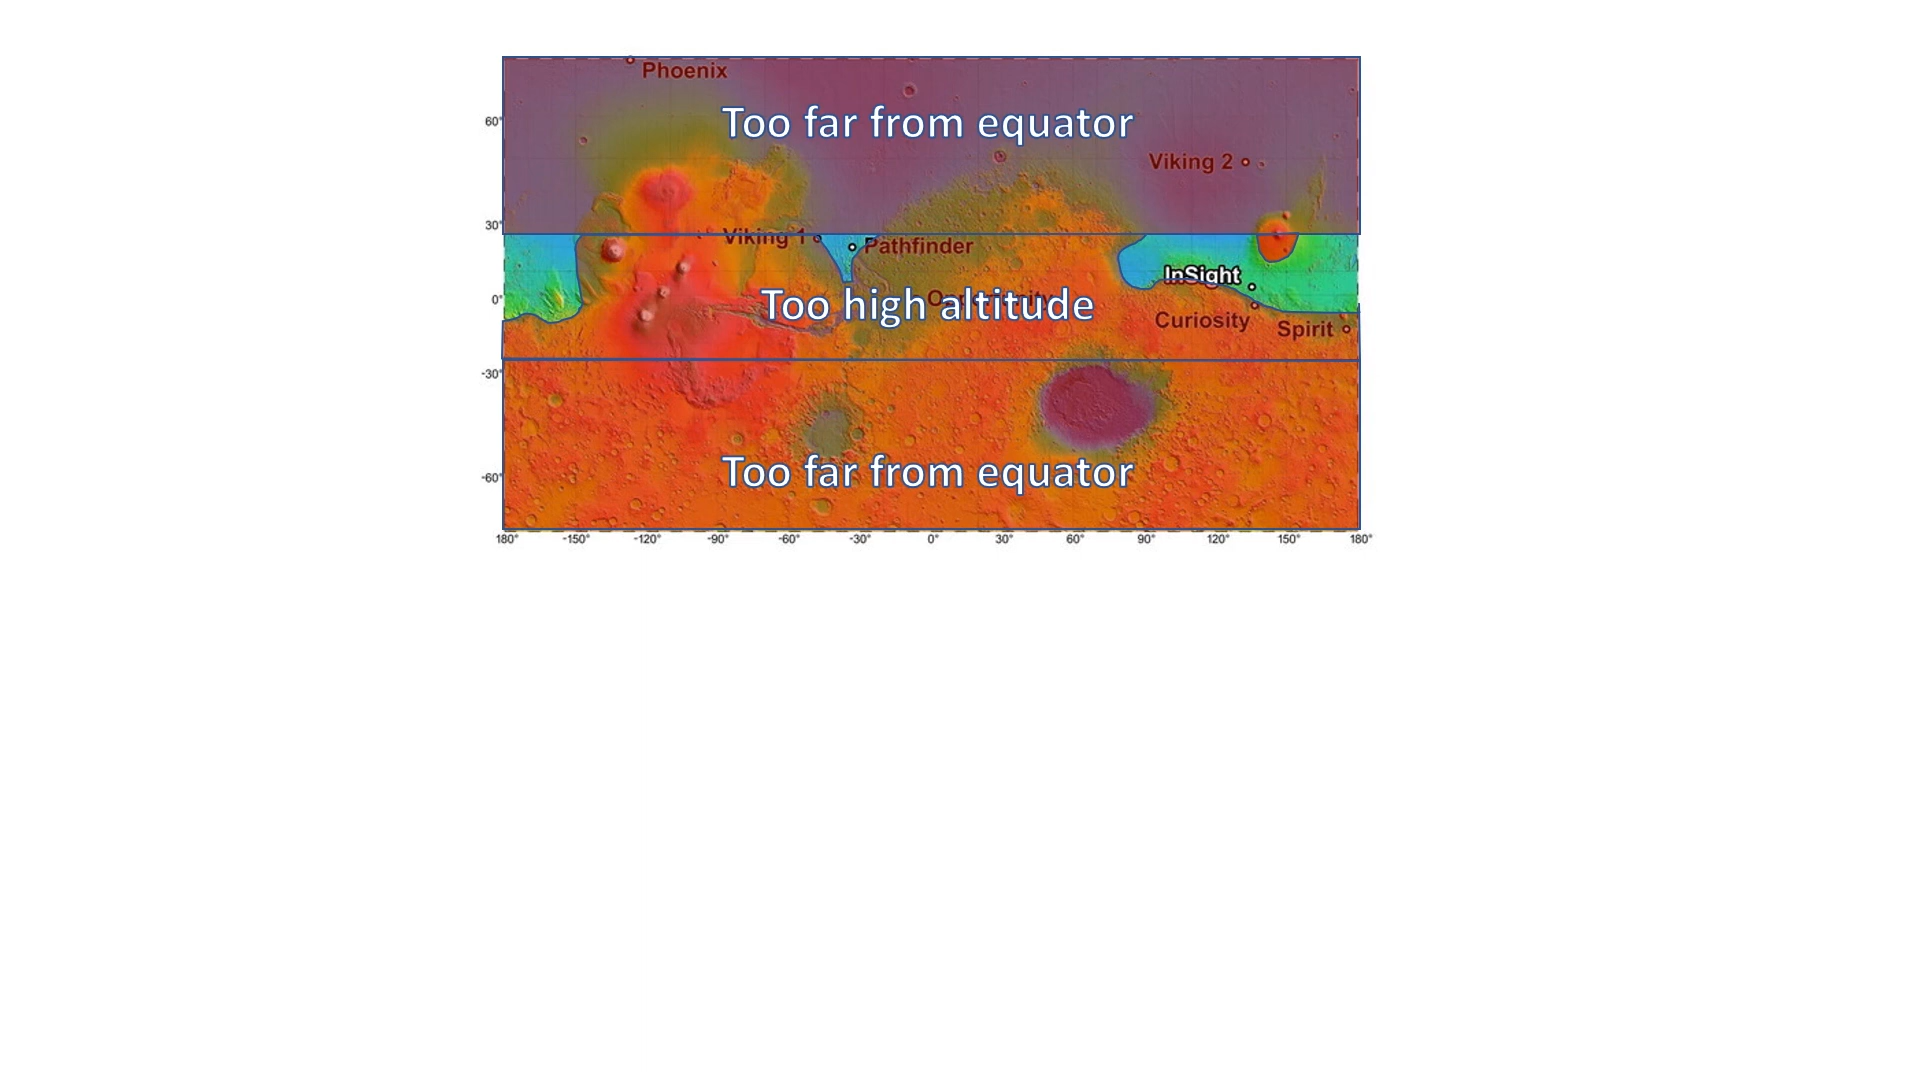 Phoenix
Too far from equator
60°
Viking 2
30°
Viking 1
Pathfinder
InSight
0°
Opportunity
Too high altitude
Curiosity
Spirit
-30°
Too far from equator
-60°
180° -150° -120° -90° -60° -30° 0° 30° 60° 90° 120° 150° 180°